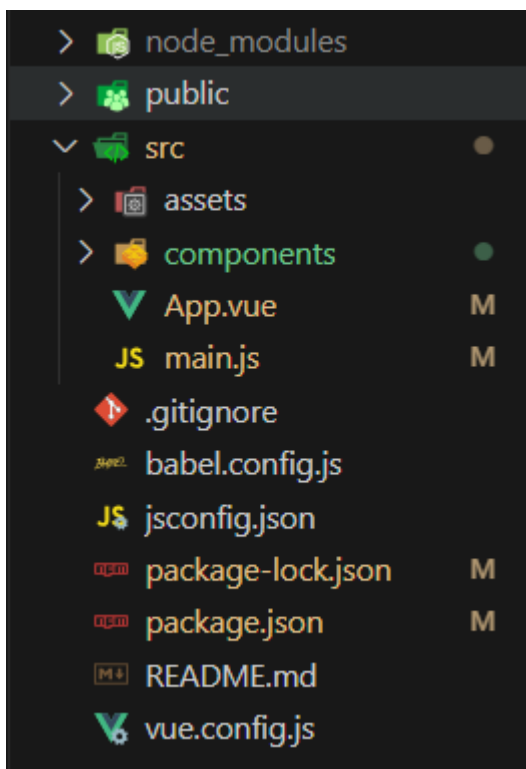 node_modules
public
src
assets
components
App.vue M
JS main.js M
.gitignore
babel.config.js
JS jsconfig.json
package-lock.json M
package.json M
README.md
vue.config.js